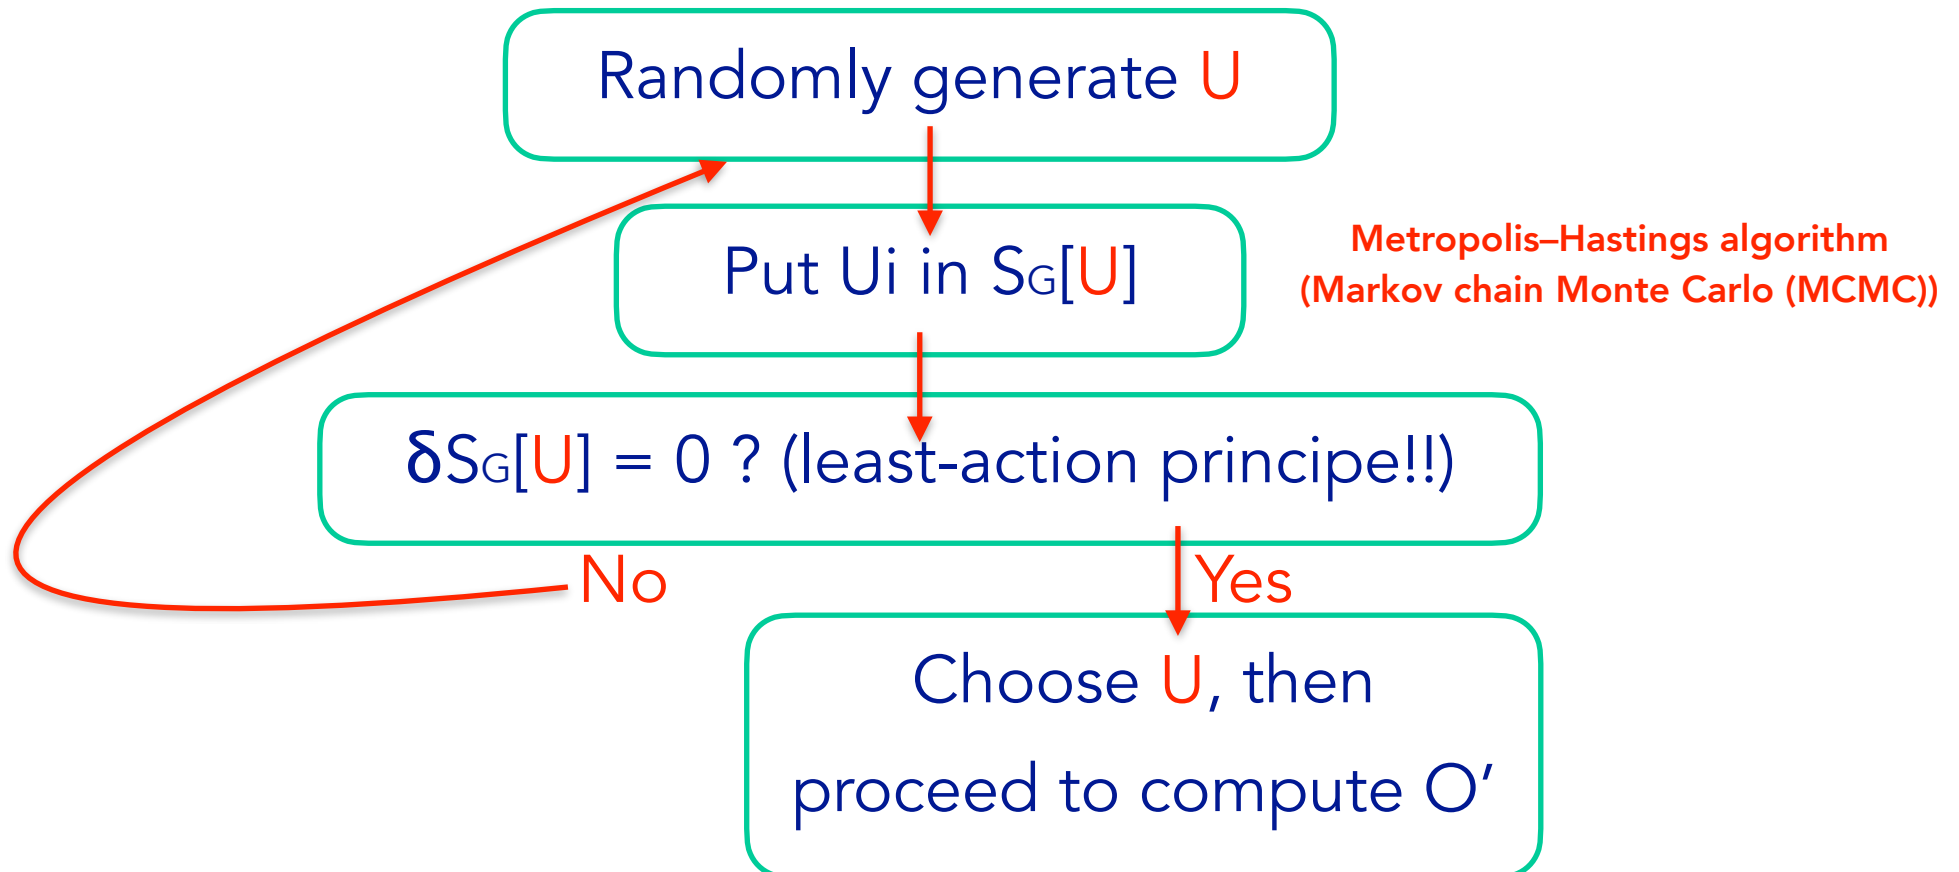 Randomly generate U
Put Ui in SG[U]
Metropolis–Hastings algorithm
(Markov chain Monte Carlo (MCMC))
δSG[U] = 0 ? (least-action principe!!)
No
Yes
Choose U, then
proceed to compute O’